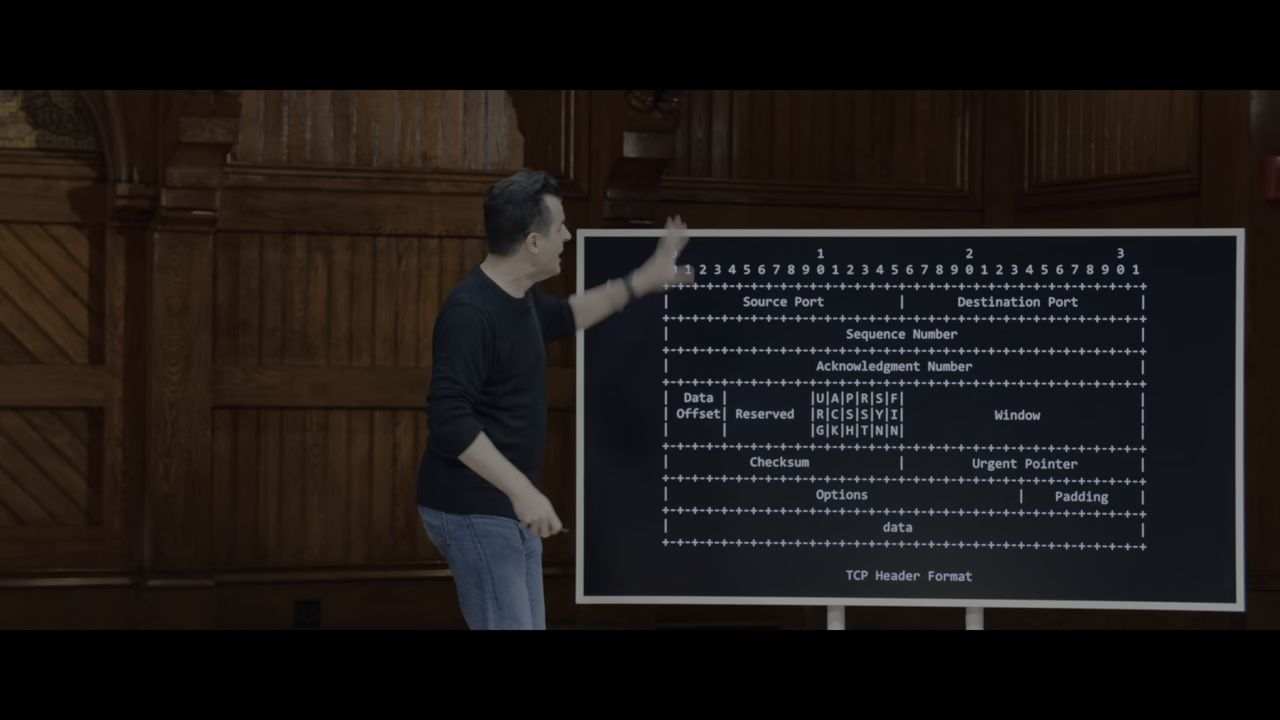 1 2 3
0 1 2 3 4 5 6 7 8 9 0 1 2 3 4 5 6 7 8 9 0 1 2 3 4 5 6 7 8 9 0 1
+-+-+-+-+-+-+-+-+-+-+-+-+-+-+-+-+-+-+-+-+-+-+-+-+-+-+-+-+-+-+-+-+
| Source Port | Destination Port |
+-+-+-+-+-+-+-+-+-+-+-+-+-+-+-+-+-+-+-+-+-+-+-+-+-+-+-+-+-+-+-+-+
| Sequence Number |
+-+-+-+-+-+-+-+-+-+-+-+-+-+-+-+-+-+-+-+-+-+-+-+-+-+-+-+-+-+-+-+-+
| Acknowledgment Number |
+-+-+-+-+-+-+-+-+-+-+-+-+-+-+-+-+-+-+-+-+-+-+-+-+-+-+-+-+-+-+-+-+
| Data | |U|A|P|R|S|F| |
| Offset| Reserved |R|C|S|S|Y|I| Window |
| | |G|K|H|T|N|N| |
+-+-+-+-+-+-+-+-+-+-+-+-+-+-+-+-+-+-+-+-+-+-+-+-+-+-+-+-+-+-+-+-+
| Checksum | Urgent Pointer |
+-+-+-+-+-+-+-+-+-+-+-+-+-+-+-+-+-+-+-+-+-+-+-+-+-+-+-+-+-+-+-+-+
| Options | Padding |
+-+-+-+-+-+-+-+-+-+-+-+-+-+-+-+-+-+-+-+-+-+-+-+-+-+-+-+-+-+-+-+-+
| data |
+-+-+-+-+-+-+-+-+-+-+-+-+-+-+-+-+-+-+-+-+-+-+-+-+-+-+-+-+-+-+-+-+
TCP Header Format